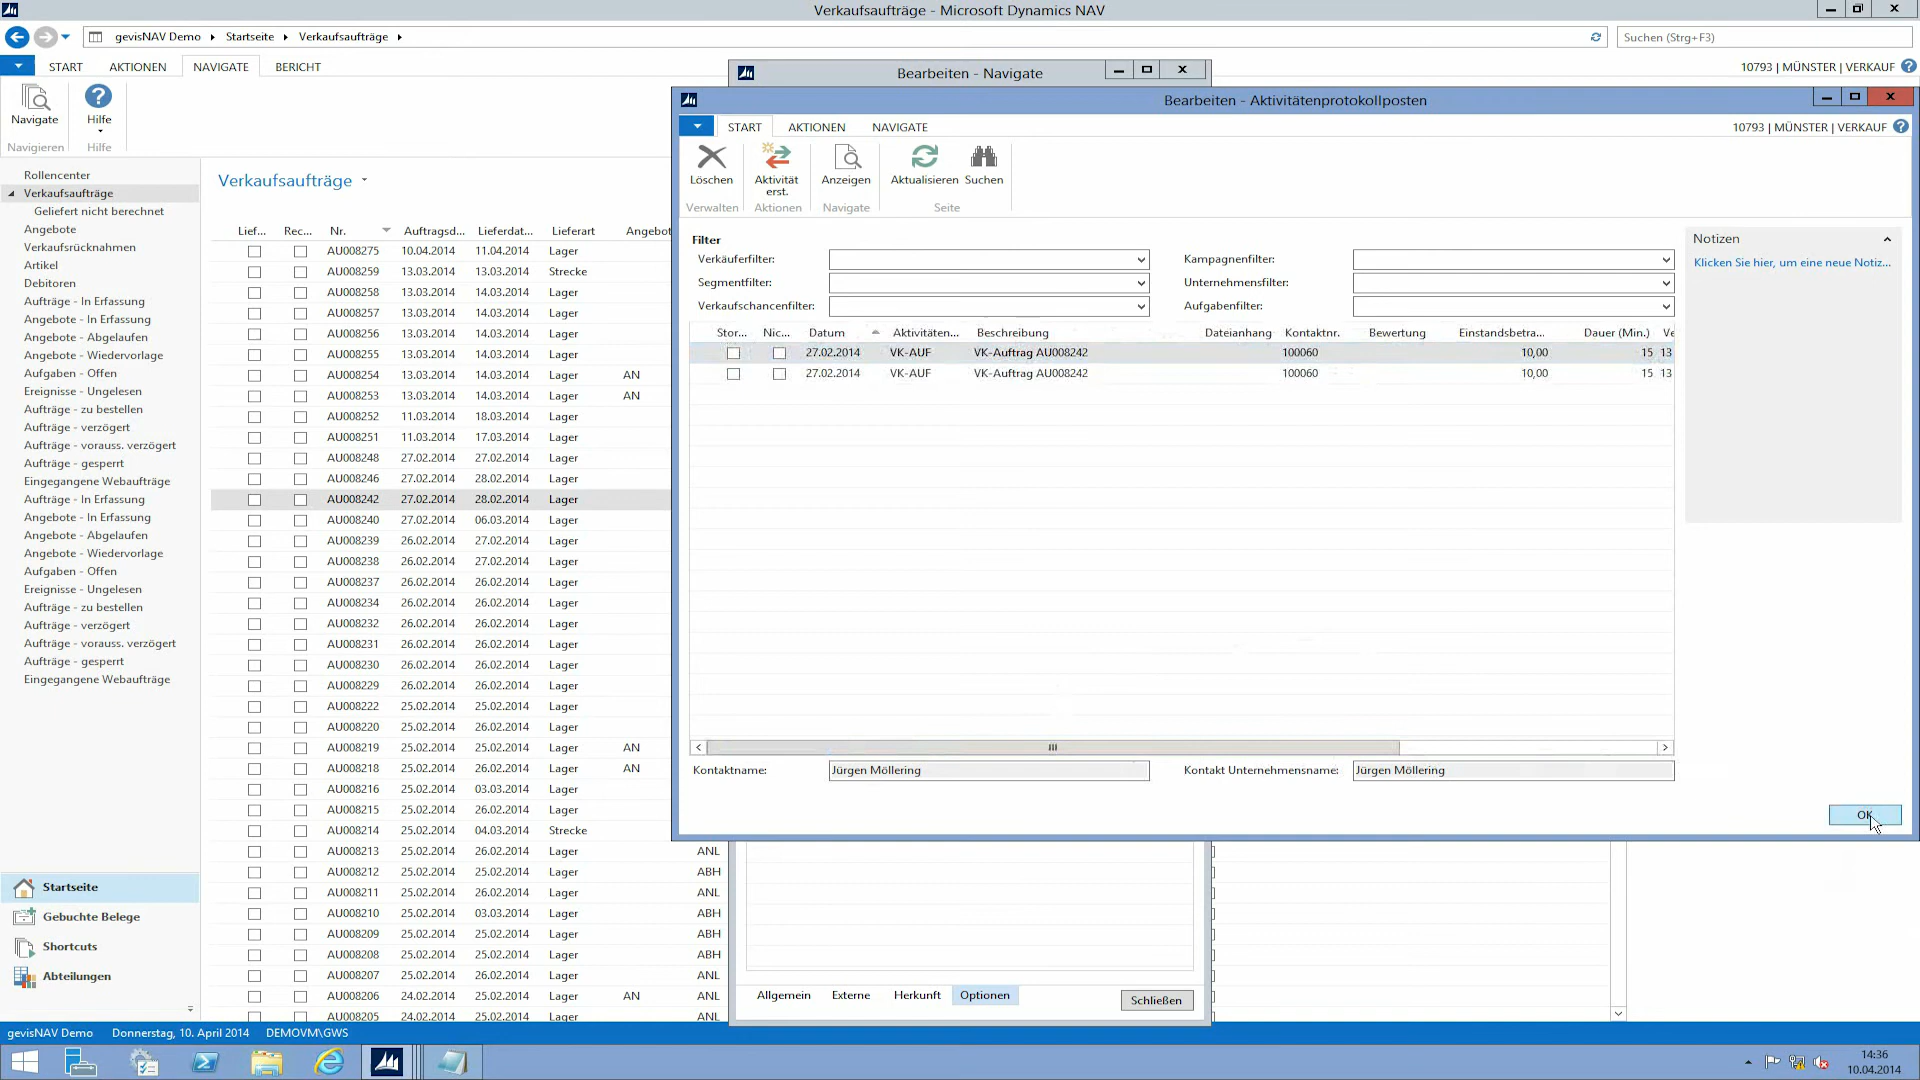 Verkaufsaufträge - Microsoft Dynamics NAV
gevisNAV Demo Startseite Verkaufsaufträge
Suchen (Strg+F3)
START AKTIONEN NAVIGATE BERICHT
10793 | MÜNSTER | VERKAUF
Navigate
Hilfe
Navigieren Hilfe
Rollencenter
Verkaufsaufträge
Geliefert nicht berechnet
Angebote
Verkaufsrücknahmen
Artikel
Debitoren
Aufträge - In Erfassung
Angebote - In Erfassung
Angebote - Abgelaufen
Angebote - Wiedervorlage
Aufgaben - Offen
Ereignisse - Ungelesen
Aufträge - zu bestellen
Aufträge - verzögert
Aufträge - vorauss. verzögert
Aufträge - gesperrt
Eingegangene Webaufträge
Aufträge - In Erfassung
Angebote - In Erfassung
Angebote - Abgelaufen
Angebote - Wiedervorlage
Aufgaben - Offen
Ereignisse - Ungelesen
Aufträge - zu bestellen
Aufträge - verzögert
Aufträge - vorauss. verzögert
Aufträge - gesperrt
Eingegangene Webaufträge
Startseite
Gebuchte Belege
Shortcuts
Abteilungen
Verkaufsaufträge
Lief... Rec... Nr. Auftragsd... Lieferdat... Lieferart Angebot
AU008275 10.04.2014 11.04.2014 Lager
AU008259 13.03.2014 13.03.2014 Strecke
AU008258 13.03.2014 14.03.2014 Lager
AU008257 13.03.2014 14.03.2014 Lager
AU008256 13.03.2014 14.03.2014 Lager
AU008255 13.03.2014 14.03.2014 Lager
AU008254 13.03.2014 14.03.2014 Lager AN
AU008253 13.03.2014 14.03.2014 Lager AN
AU008252 11.03.2014 18.03.2014 Lager
AU008251 11.03.2014 17.03.2014 Lager
AU008248 27.02.2014 27.02.2014 Lager
AU008246 27.02.2014 28.02.2014 Lager
AU008242 27.02.2014 28.02.2014 Lager
AU008240 27.02.2014 06.03.2014 Lager
AU008239 26.02.2014 27.02.2014 Lager
AU008238 26.02.2014 27.02.2014 Lager
AU008237 26.02.2014 26.02.2014 Lager
AU008234 26.02.2014 26.02.2014 Lager
AU008232 26.02.2014 26.02.2014 Lager
AU008231 26.02.2014 26.02.2014 Lager
AU008230 26.02.2014 26.02.2014 Lager
AU008229 26.02.2014 26.02.2014 Lager
AU008222 25.02.2014 26.02.2014 Lager
AU008220 25.02.2014 26.02.2014 Lager
AU008219 25.02.2014 25.02.2014 Lager AN
AU008218 25.02.2014 26.02.2014 Lager AN
AU008216 25.02.2014 03.03.2014 Lager
AU008215 25.02.2014 26.02.2014 Lager
AU008214 25.02.2014 04.03.2014 Strecke
AU008213 25.02.2014 26.02.2014 Lager ANL
AU008212 25.02.2014 25.02.2014 Lager ABH
AU008211 25.02.2014 26.02.2014 Lager ANL
AU008210 25.02.2014 03.03.2014 Lager ABH
AU008209 25.02.2014 25.02.2014 Lager ANL
AU008208 25.02.2014 25.02.2014 Lager ABH
AU008207 25.02.2014 26.02.2014 Lager ANL
AU008206 24.02.2014 25.02.2014 Lager AN ANL
AU008205 24.02.2014 25.02.2014 Lager ANL
Bearbeiten - Navigate
Bearbeiten - Aktivitätenprotokollposten
START AKTIONEN NAVIGATE
10793 | MÜNSTER | VERKAUF
Löschen
Aktivität
erst.
Anzeigen
Aktualisieren
Suchen
Verwalten Aktionen Navigate Seite
Filter
Verkäuferfilter: Kampagnenfilter:
Segmentfilter: Unternehmensfilter:
Verkaufschancenfilter: Aufgabenfilter:
Stor... Nic... Datum Aktivitäten... Beschreibung Dateianhang Kontaktnr. Bewertung Einstandsbetra... Dauer (Min.) Ve
27.02.2014 VK-AUF VK-Auftrag AU008242 100060 10,00 15 13
27.02.2014 VK-AUF VK-Auftrag AU008242 100060 10,00 15 13
Kontaktname: Jürgen Möllering Kontakt Unternehmensname: Jürgen Möllering
Notizen
Klicken Sie hier, um eine neue Notiz...
OK
Allgemein Externe Herkunft Optionen
Schließen
gevisNAV Demo Donnerstag, 10. April 2014 DEMOVM\GWS
14:36
10.04.2014